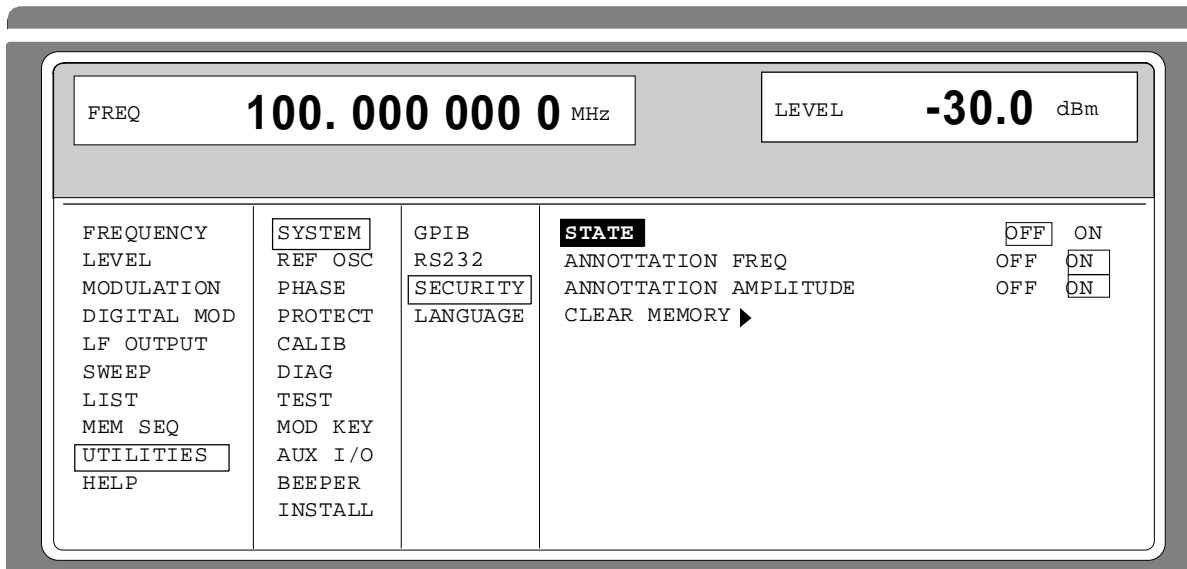 FREQ 100. 000 000 0 MHz LEVEL -30.0 dBm
FREQUENCY
LEVEL
MODULATION
DIGITAL MOD
LF OUTPUT
SWEEP
LIST
MEM SEQ
UTILITIES
HELP
SYSTEM
REF OSC
PHASE
PROTECT
CALIB
DIAG
TEST
MOD KEY
AUX I/O
BEEPER
INSTALL
GPIB
RS232
SECURITY
LANGUAGE
STATE OFF ON
ANNOTTATION FREQ OFF ON
ANNOTTATION AMPLITUDE OFF ON
CLEAR MEMORY